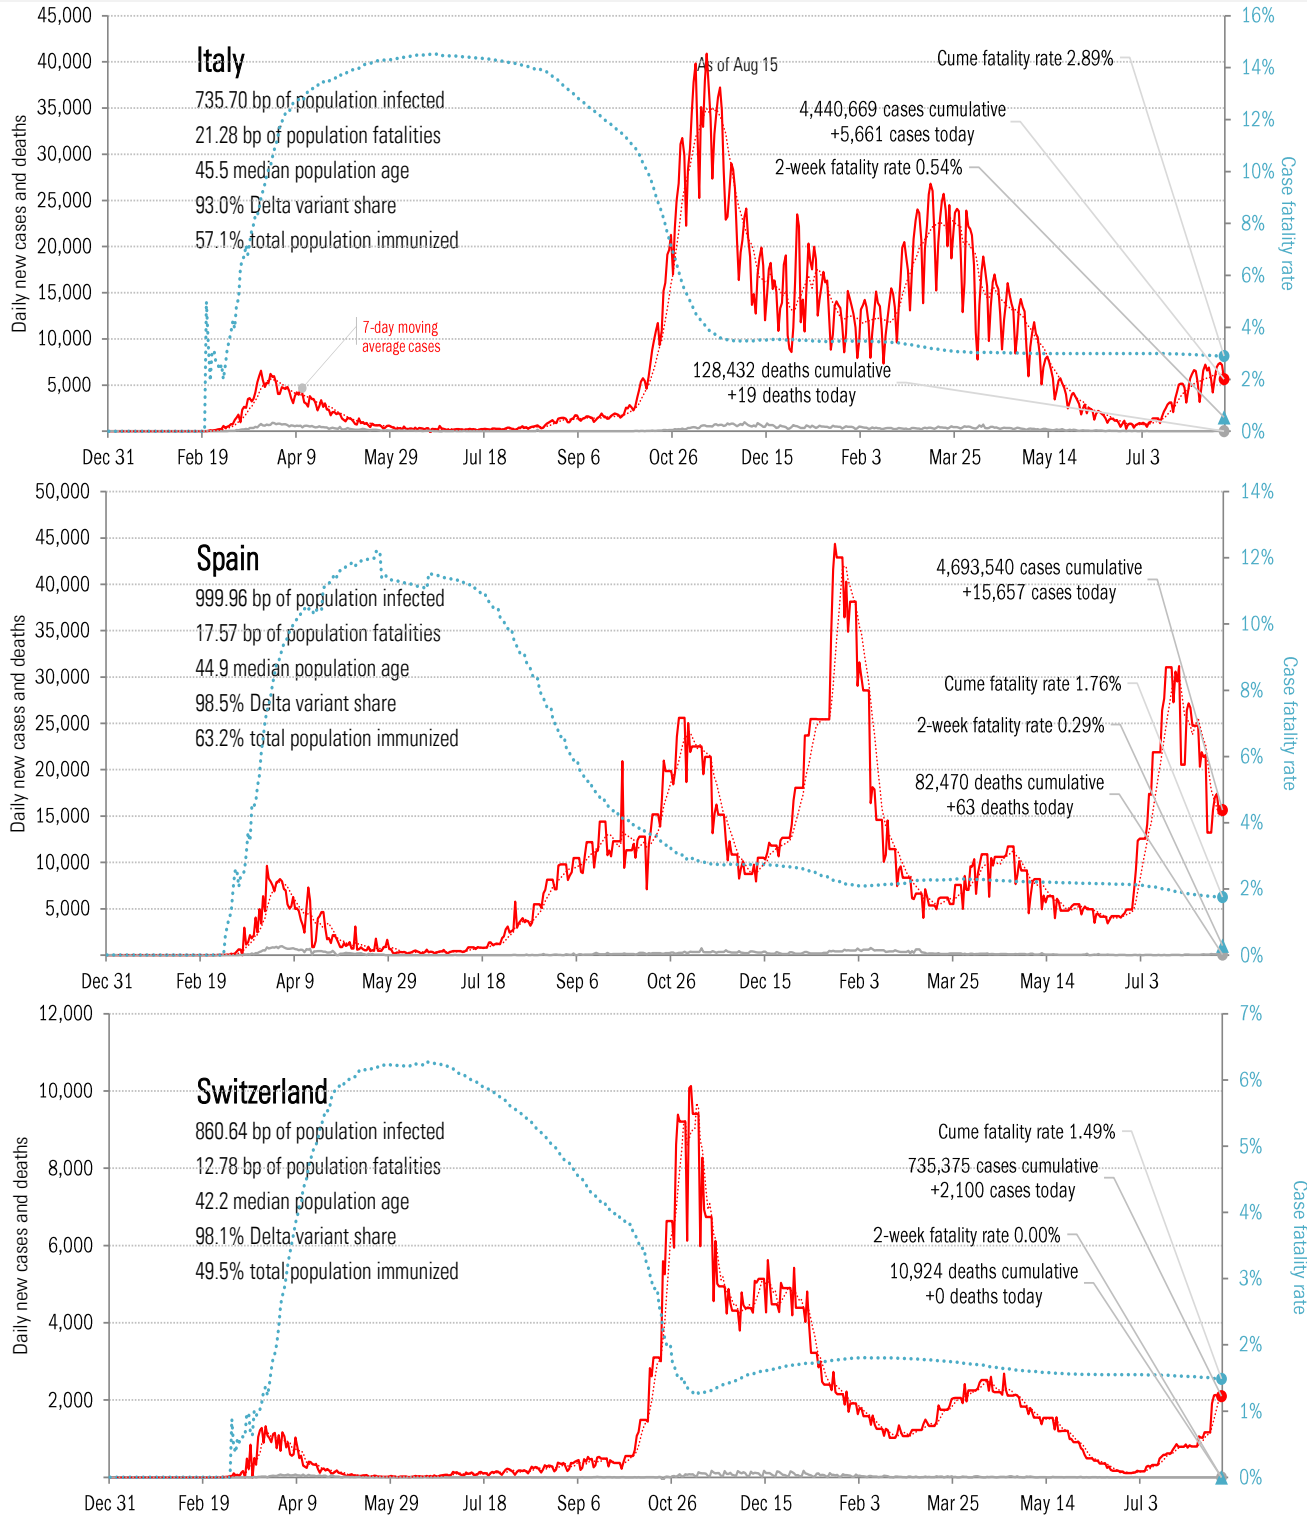 45,000
16%
Italy
As of Aug 15
Cume fatality rate 2.89%
40,000
14%
735.70 bp of population infected
4,440,669 cases cumulative
+5,661 cases today
35,000
12%
21.28 bp of population fatalities
2-week fatality rate 0.54%
30,000
10%
45.5 median population age
25,000
8%
93.0% Delta variant share
57.1% total population immunized
20,000
6%
15,000
4%
7-day moving
average cases
10,000
128,432 deaths cumulative
+19 deaths today
5,000
2%
0%
Daily new cases and deaths
Case fatality rate
Dec 31 Feb 19 Apr 9 May 29 Jul 18 Sep 6 Oct 26 Dec 15 Feb 3 Mar 25 May 14 Jul 3
50,000
14%
45,000
12%
Spain
4,693,540 cases cumulative
+15,657 cases today
40,000
999.96 bp of population infected
10%
35,000
17.57 bp of population fatalities
44.9 median population age
30,000
Cume fatality rate 1.76%
8%
98.5% Delta variant share
25,000
2-week fatality rate 0.29%
63.2% total population immunized
6%
20,000
82,470 deaths cumulative
+63 deaths today
15,000
4%
10,000
2%
5,000
0%
Daily new cases and deaths
Case fatality rate
Dec 31 Feb 19 Apr 9 May 29 Jul 18 Sep 6 Oct 26 Dec 15 Feb 3 Mar 25 May 14 Jul 3
12,000
7%
Switzerland
10,000
6%
860.64 bp of population infected
Cume fatality rate 1.49%
5%
12.78 bp of population fatalities
735,375 cases cumulative
+2,100 cases today
8,000
42.2 median population age
4%
98.1% Delta variant share
2-week fatality rate 0.00%
6,000
49.5% total population immunized
10,924 deaths cumulative
+0 deaths today
3%
4,000
2%
2,000
1%
0%
Daily new cases and deaths
Case fatality rate
Dec 31 Feb 19 Apr 9 May 29 Jul 18 Sep 6 Oct 26 Dec 15 Feb 3 Mar 25 May 14 Jul 3